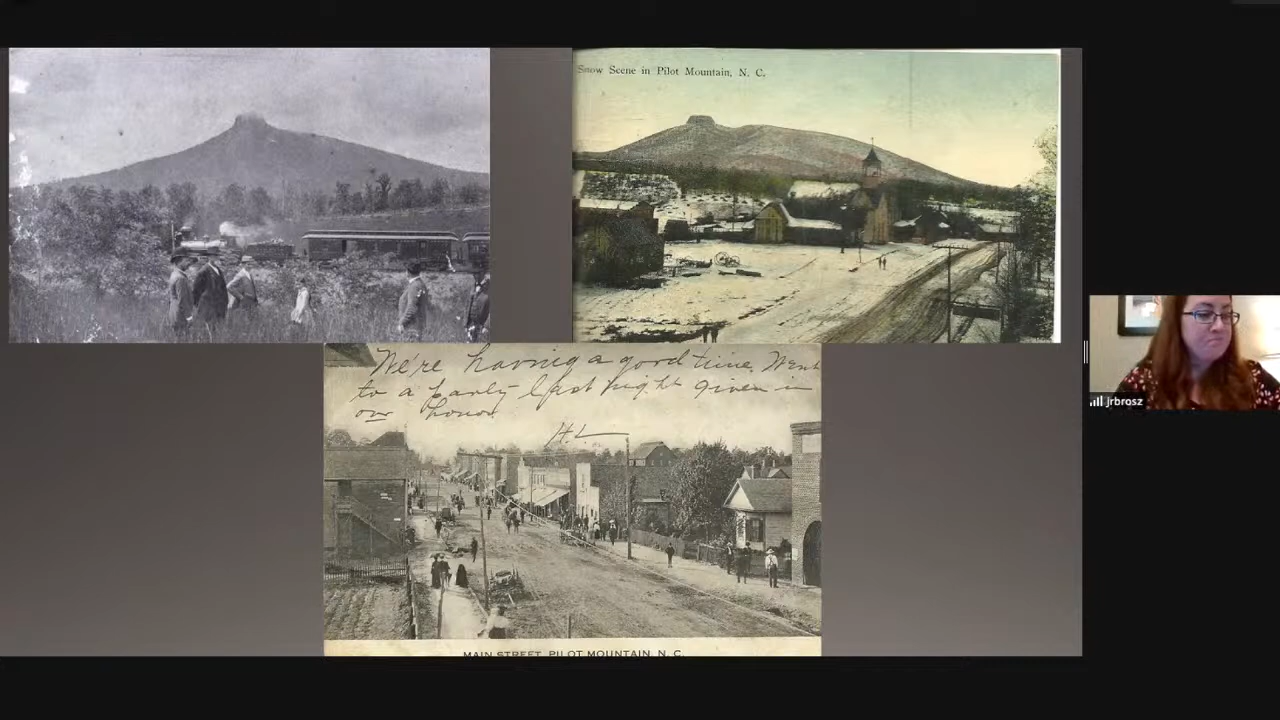 Snow Scene in Pilot Mountain, N. C.
We're having a good time. Went
to a party last night given in
our honor.
H.L
MAIN STREET, PILOT MOUNTAIN, N. C.
jrbrosz